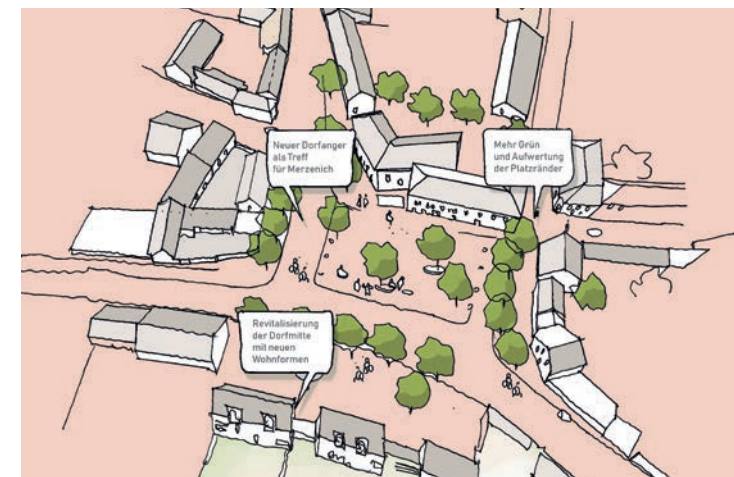 Neuer Dorfanger
als Treff
für Merzenich
Mehr Grün
und Aufwertung
der Platzränder
Revitalisierung
der Dorfmitte
mit neuen
Wohnformen